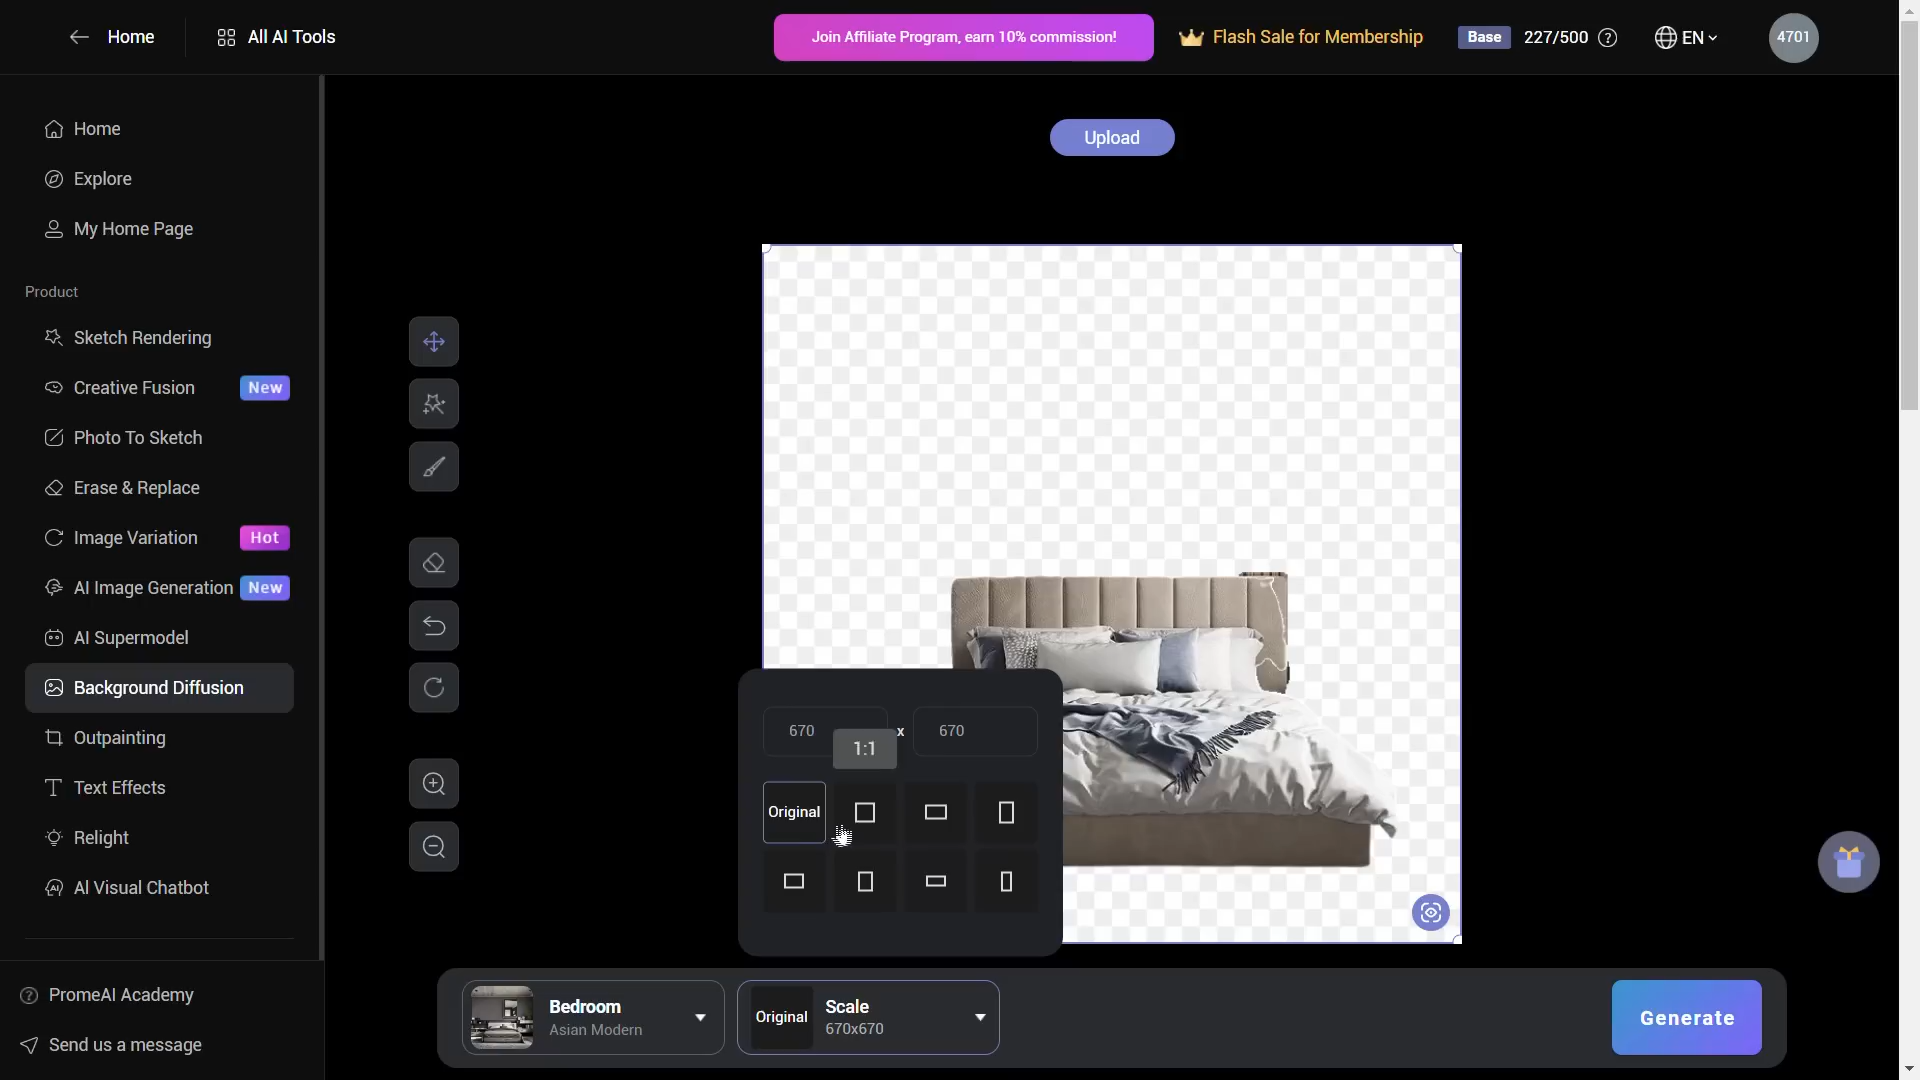 Home
All AI Tools
Join Affiliate Program, earn 10% commission!
Flash Sale for Membership
Base
227/500
EN
4701
Home
Explore
My Home Page
Product
Sketch Rendering
Creative Fusion
New
Photo To Sketch
Erase & Replace
Image Variation
Hot
AI Image Generation
New
AI Supermodel
Background Diffusion
Outpainting
Text Effects
Relight
AI Visual Chatbot
PromeAI Academy
Send us a message
Upload
670
x
670
1:1
Original
Bedroom
Asian Modern
Original
Scale
670x670
Generate